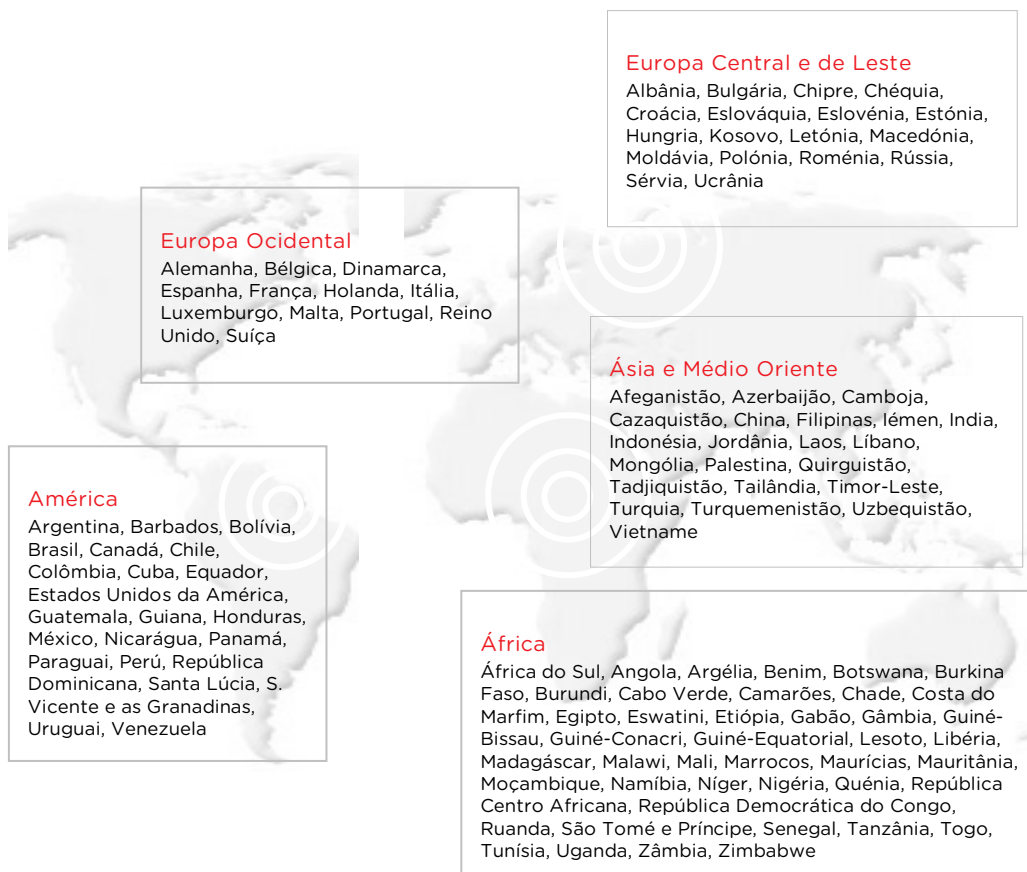 Europa Central e de Leste
Albânia, Bulgária, Chipre, Chéquia,
Croácia, Eslováquia, Eslovénia, Estónia,
Hungria, Kosovo, Letónia, Macedónia,
Moldávia, Polónia, Roménia, Rússia,
Sérvia, Ucrânia
Europa Ocidental
Alemanha, Bélgica, Dinamarca,
Espanha, França, Holanda, Itália,
Luxemburgo, Malta, Portugal, Reino
Unido, Suíça
Ásia e Médio Oriente
Afeganistão, Azerbaijão, Camboja,
Cazaquistão, China, Filipinas, Iémen, India,
Indonésia, Jordânia, Laos, Líbano,
Mongólia, Palestina, Quirguistão,
Tadjiquistão, Tailândia, Timor-Leste,
Turquia, Turquemenistão, Uzbequistão,
Vietname
América
Argentina, Barbados, Bolívia,
Brasil, Canadá, Chile,
Colômbia, Cuba, Equador,
Estados Unidos da América,
Guatemala, Guiana, Honduras,
México, Nicarágua, Panamá,
Paraguai, Perú, República
Dominicana, Santa Lúcia, S.
Vicente e as Granadinas,
Uruguai, Venezuela
África
África do Sul, Angola, Argélia, Benim, Botswana, Burkina
Faso, Burundi, Cabo Verde, Camarões, Chade, Costa do
Marfim, Egipto, Eswatini, Etiópia, Gabão, Gâmbia, Guiné-
Bissau, Guiné-Conacri, Guiné-Equatorial, Lesoto, Libéria,
Madagáscar, Malawi, Mali, Marrocos, Maurícias, Mauritânia,
Moçambique, Namíbia, Níger, Nigéria, Quénia, República
Centro Africana, República Democrática do Congo,
Ruanda, São Tomé e Príncipe, Senegal, Tanzânia, Togo,
Tunísia, Uganda, Zâmbia, Zimbabwe